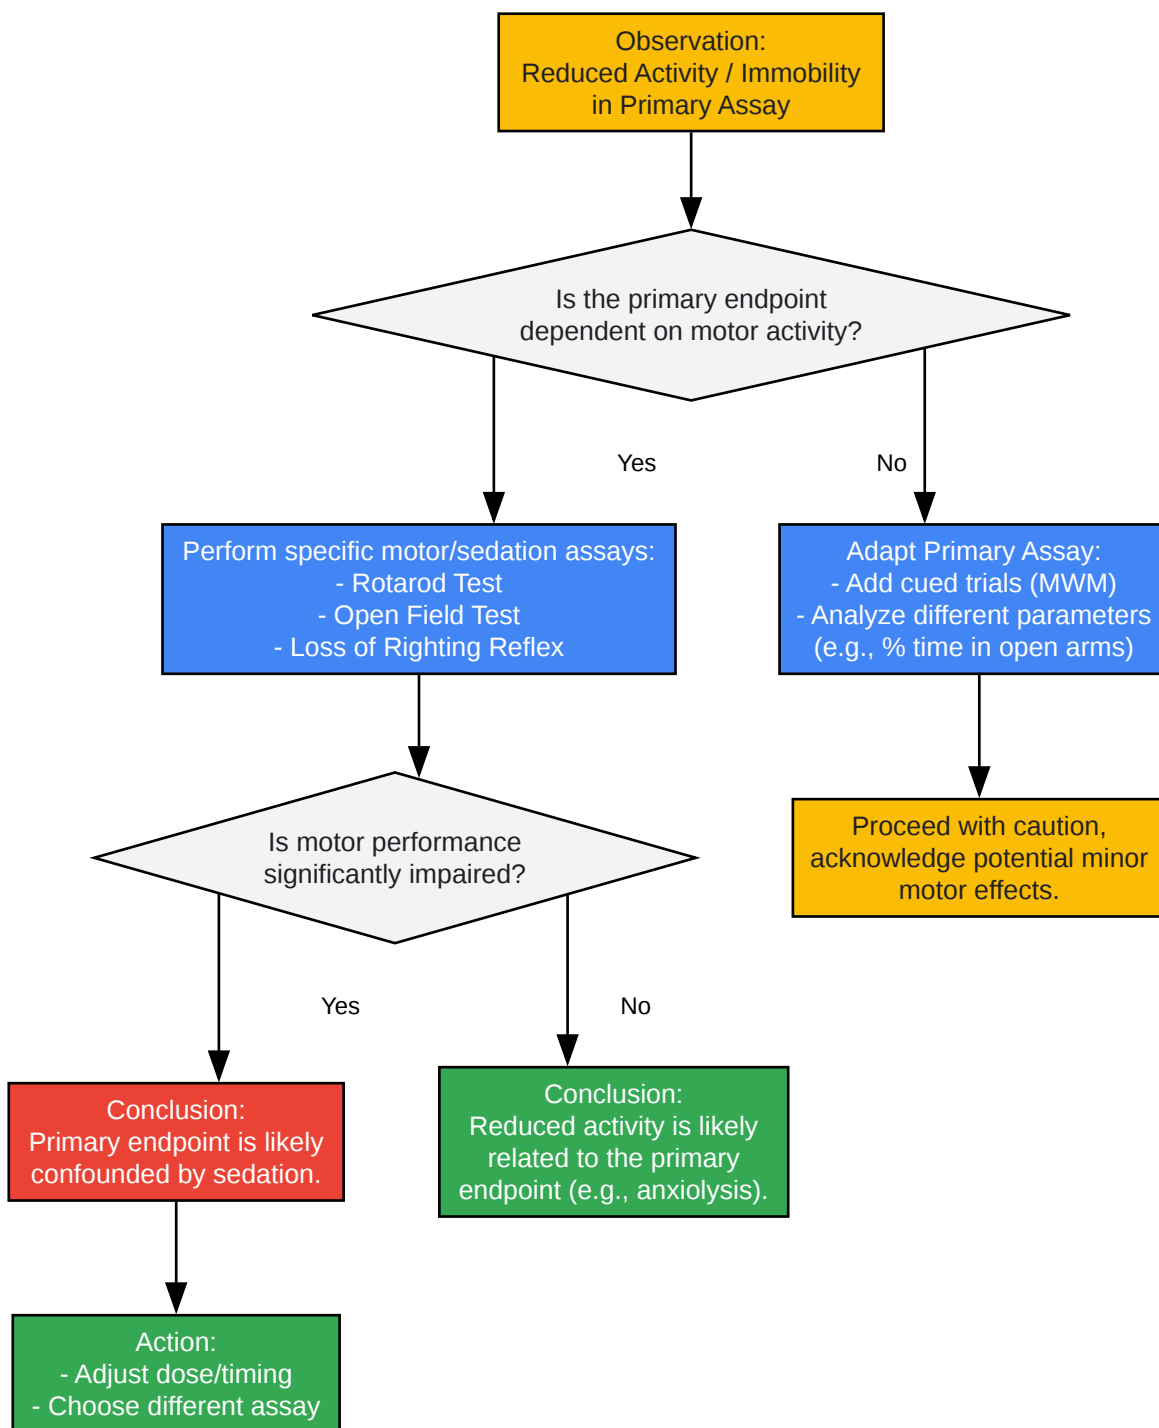 Observation:
Reduced Activity / Immobility
in Primary Assay
Is the primary endpoint
dependent on motor activity?
Yes
No
Perform specific motor/sedation assays:
- Rotarod Test
- Open Field Test
- Loss of Righting Reflex
Adapt Primary Assay:
- Add cued trials (MWM)
- Analyze different parameters
(e.g., % time in open arms)
Is motor performance
significantly impaired?
Proceed with caution,
acknowledge potential minor
motor effects.
Yes
No
Conclusion:
Primary endpoint is likely
confounded by sedation.
Conclusion:
Reduced activity is likely
related to the primary
endpoint (e.g., anxiolysis).
Action:
- Adjust dose/timing
- Choose different assay